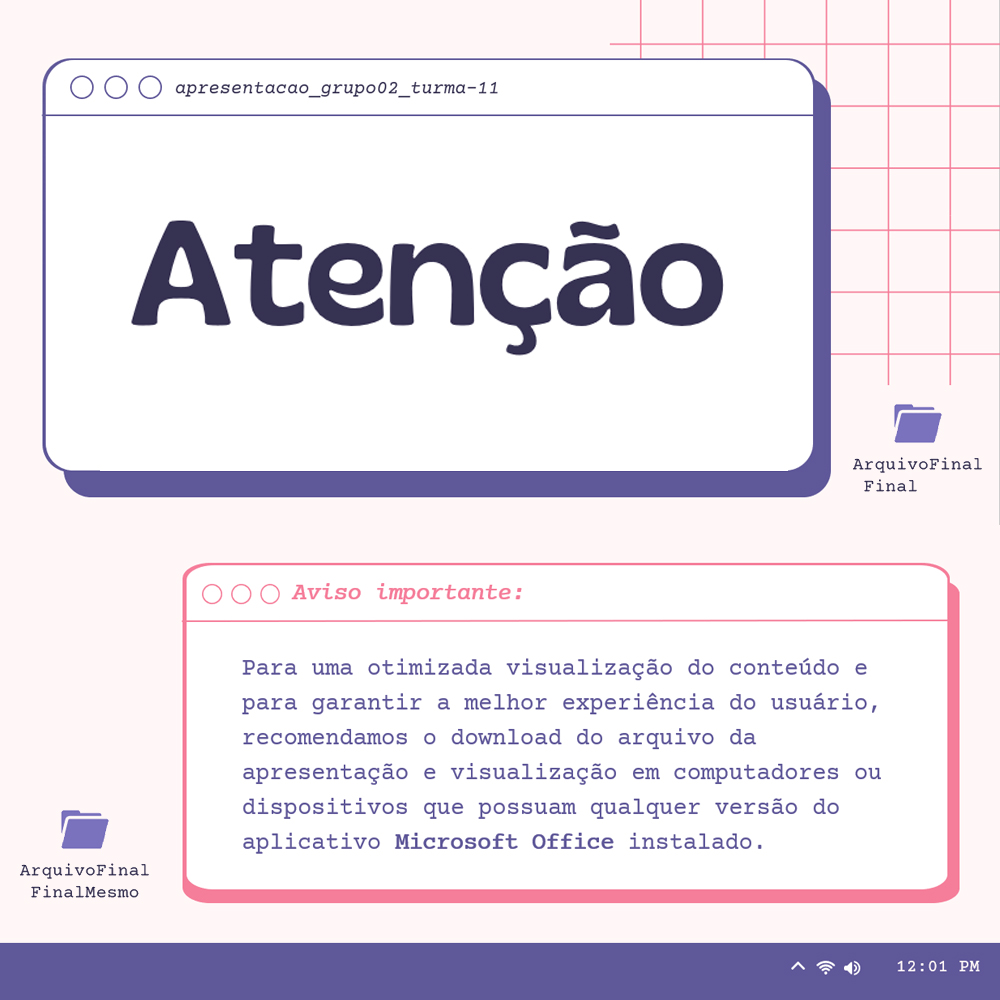 apresentacao_grupo02_turma-11
Atenção
ArquivoFinal
Final
Aviso importante:
Para uma otimizada visualização do conteúdo e
para garantir a melhor experiência do usuário,
recomendamos o download do arquivo da
apresentação e visualização em computadores ou
dispositivos que possuam qualquer versão do
aplicativo Microsoft Office instalado.
ArquivoFinal
FinalMesmo
12:01 PM